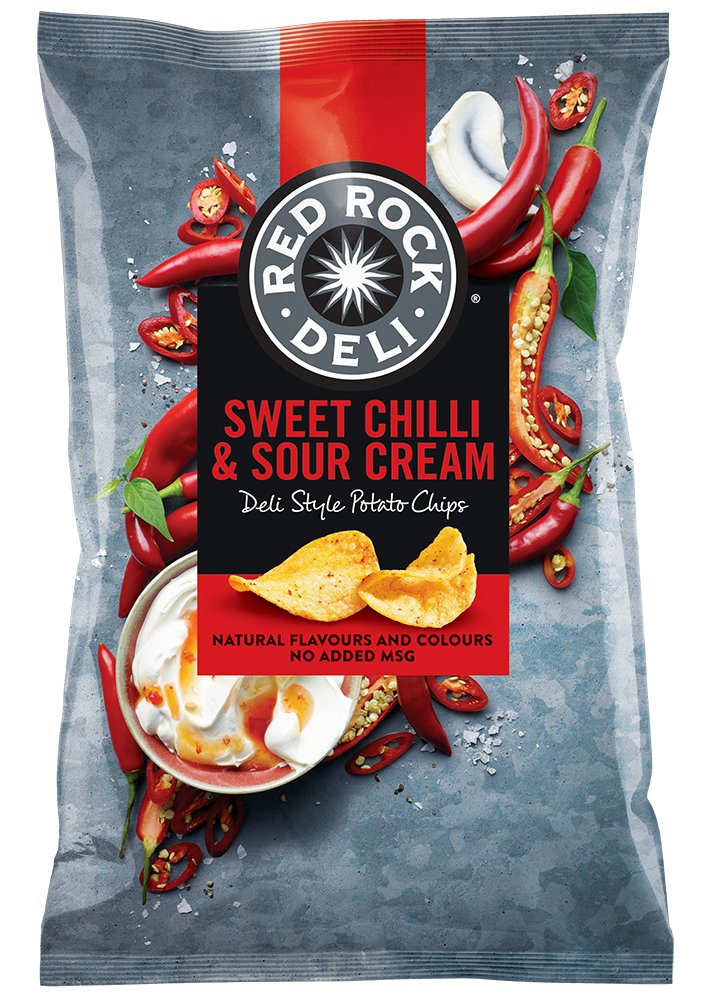 RED ROCK
DELI
®
SWEET CHILLI
& SOUR CREAM
Deli Style Potato Chips
NATURAL FLAVOURS AND COLOURS
NO ADDED MSG